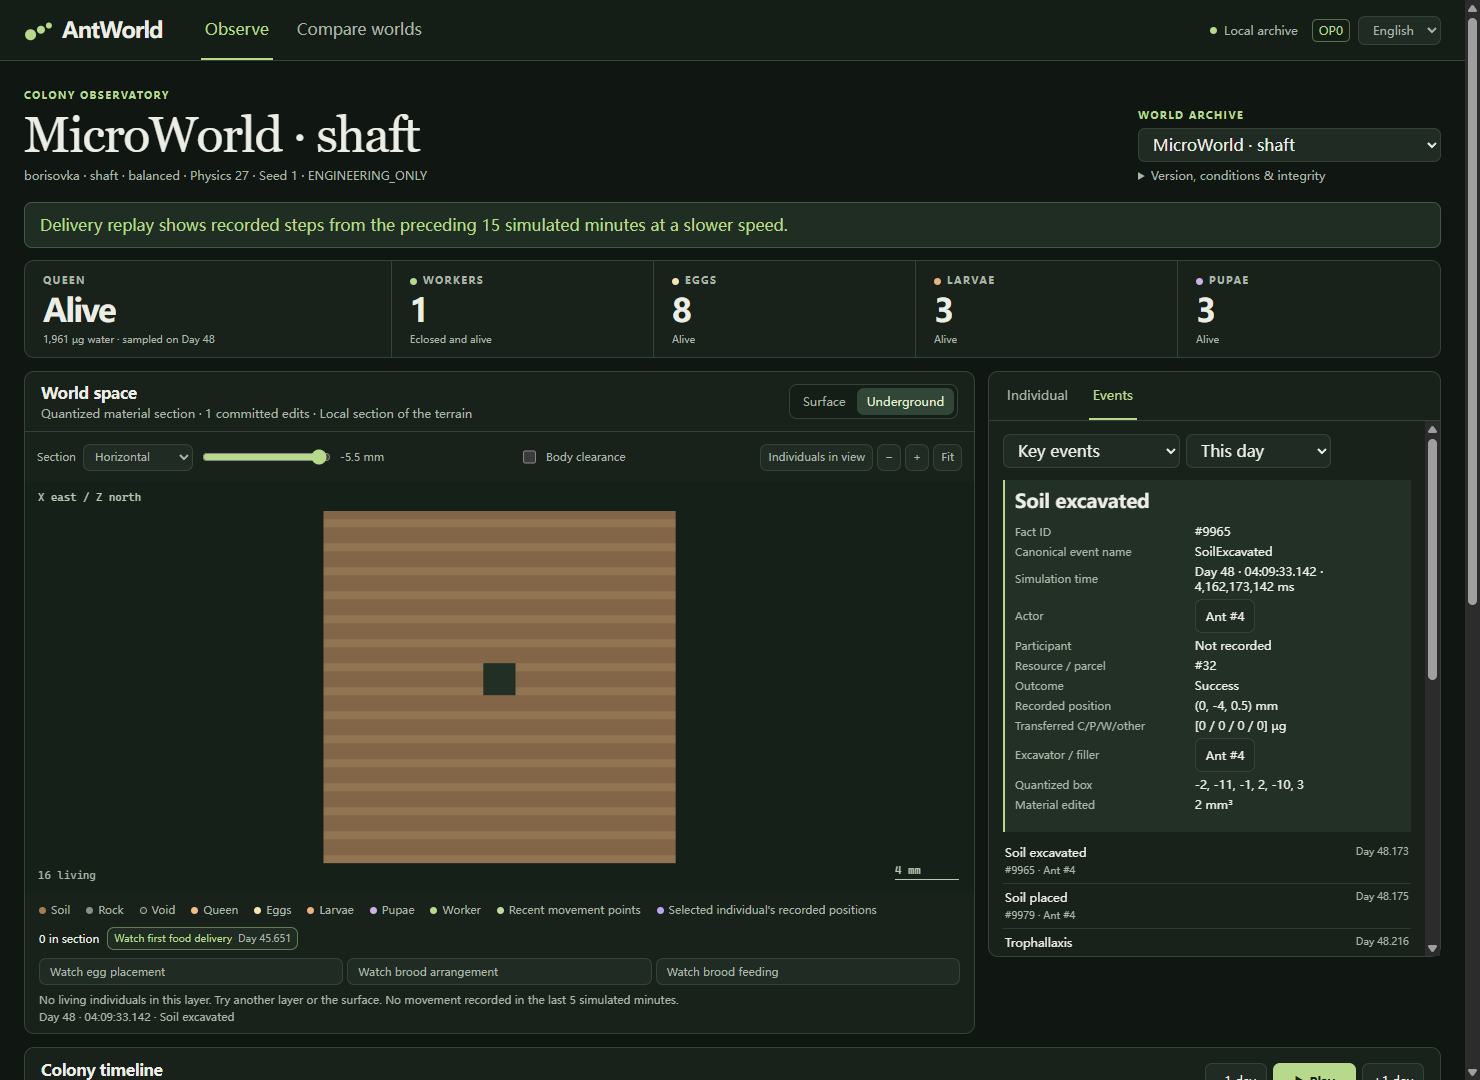 AntWorld
Observe
Compare worlds
Local archive
OP0
English
COLONY OBSERVATORY
MicroWorld · shaft
borisovka · shaft · balanced · Physics 27 · Seed 1 · ENGINEERING_ONLY
WORLD ARCHIVE
MicroWorld · shaft
Version, conditions & integrity
Delivery replay shows recorded steps from the preceding 15 simulated minutes at a slower speed.
QUEEN
Alive
1,961 µg water · sampled on Day 48
WORKERS
1
Eclosed and alive
EGGS
8
Alive
LARVAE
3
Alive
PUPAE
3
Alive
World space
Quantized material section · 1 committed edits · Local section of the terrain
Surface
Underground
Section
Horizontal
-5.5 mm
Body clearance
Individuals in view
−
+
Fit
X east / Z north
16 living
4 mm
Soil
Rock
Void
Queen
Eggs
Larvae
Pupae
Worker
Recent movement points
Selected individual's recorded positions
0 in section
Watch first food delivery Day 45.651
Watch egg placement
Watch brood arrangement
Watch brood feeding
No living individuals in this layer. Try another layer or the surface. No movement recorded in the last 5 simulated minutes.
Day 48 · 04:09:33.142 · Soil excavated
Individual
Events
Key events
This day
Soil excavated
Fact ID #9965
Canonical event name SoilExcavated
Simulation time Day 48 · 04:09:33.142 ·
4,162,173,142 ms
Actor Ant #4
Participant Not recorded
Resource / parcel #32
Outcome Success
Recorded position (0, -4, 0.5) mm
Transferred C/P/W/other [0 / 0 / 0 / 0] µg
Excavator / filler Ant #4
Quantized box -2, -11, -1, 2, -10, 3
Material edited 2 mm³
Soil excavated Day 48.173
#9965 · Ant #4
Soil placed Day 48.175
#9979 · Ant #4
Trophallaxis Day 48.216
Colony timeline